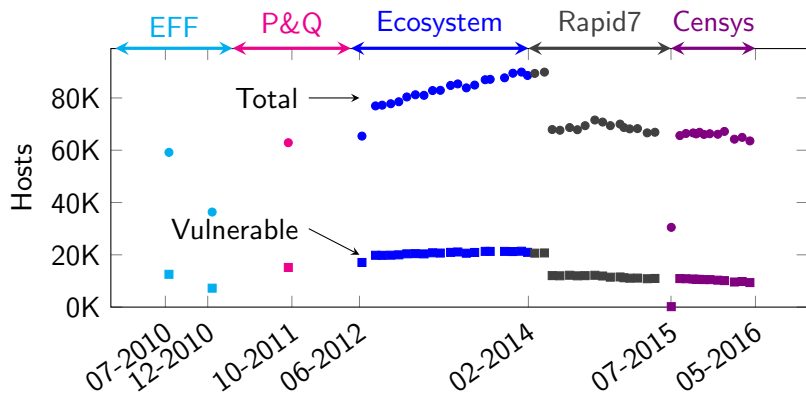 EFF P&Q Ecosystem Rapid7 Censys
80K
60K
40K
20K
0K
Hosts
Total
Vulnerable
07-2010
12-2010
10-2011
06-2012
02-2014
07-2015
05-2016